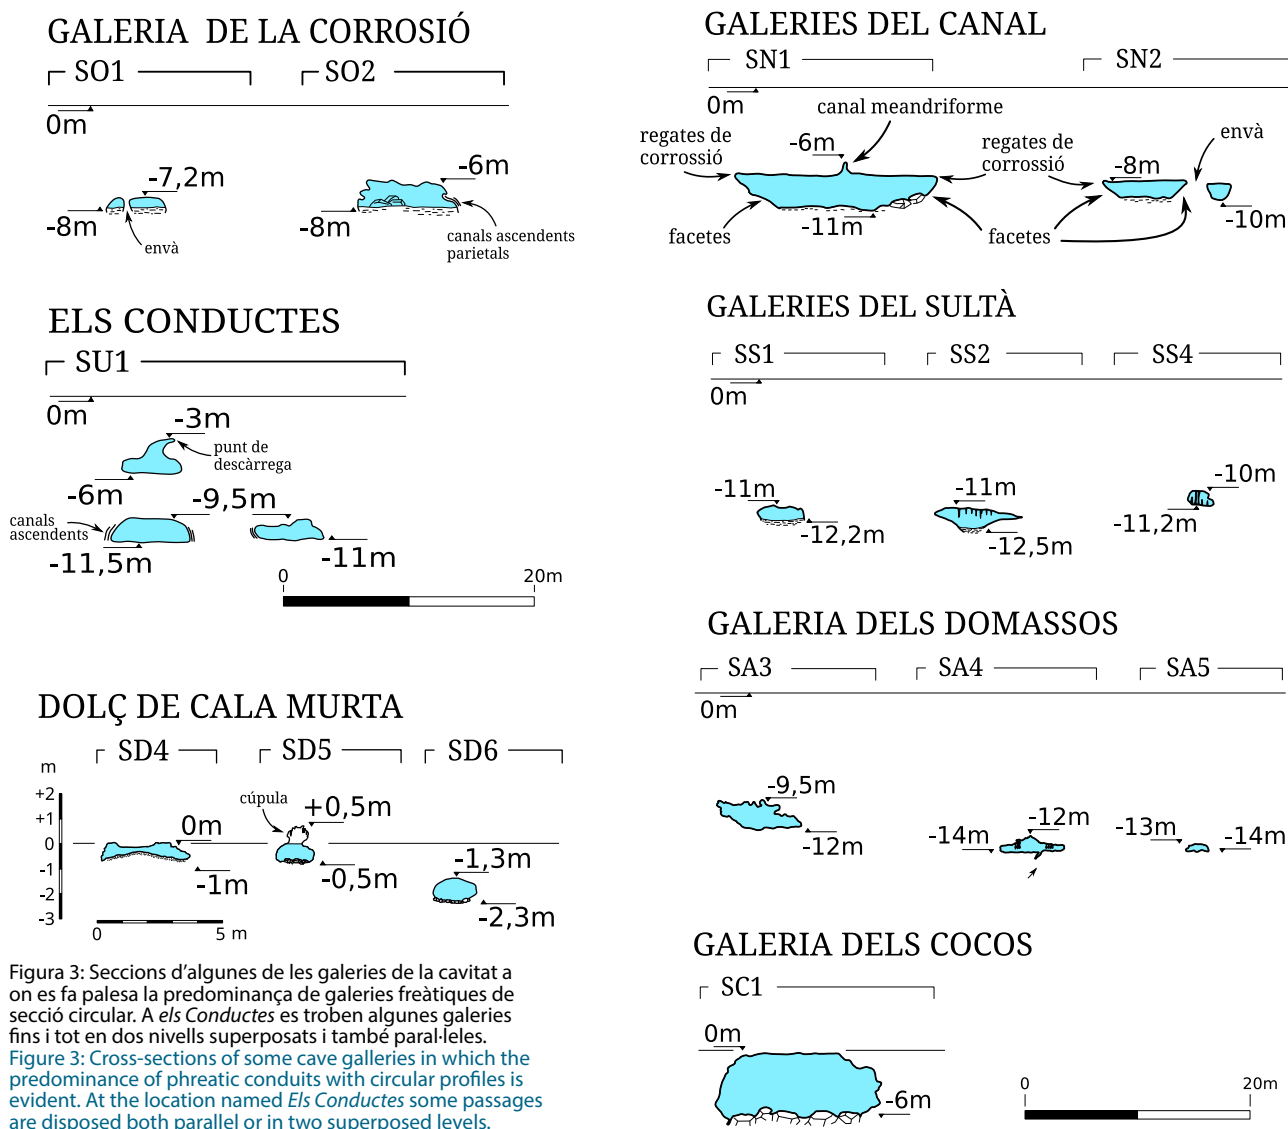 GALERIA DE LA CORROSIÓ
SO1
SO2
0m
-7,2m
-8m
envà
-6m
-8m
canals ascendents
parietals
ELS CONDUCTES
SU1
0m
-3m
punt de
descàrrega
-6m
-9,5m
canals
ascendents
-11,5m
-11m
0
20m
DOLÇ DE CALA MURTA
SD4
SD5
SD6
m
+2
+1
0
-1
-2
-3
0m
-1m
cúpula
+0,5m
-0,5m
-1,3m
-2,3m
0
5 m
Figura 3: Seccions d'algunes de les galeries de la cavitat a
on es fa palesa la predominança de galeries freàtiques de
secció circular. A els Conductes es troben algunes galeries
fins i tot en dos nivells superposats i també paral·leles.
Figure 3: Cross-sections of some cave galleries in which the
predominance of phreatic conduits with circular profiles is
evident. At the location named Els Conductes some passages
are disposed both parallel or in two superposed levels.
GALERIES DEL CANAL
SN1
SN2
0m
canal meandriforme
regates de
corrossió
-6m
regates de
corrossió
envà
-8m
facetes
-11m
facetes
-10m
GALERIES DEL SULTÀ
SS1
SS2
SS4
0m
-11m
-12,2m
-11m
-12,5m
-10m
-11,2m
GALERIA DELS DOMASSOS
SA3
SA4
SA5
0m
-9,5m
-12m
-14m
-12m
-13m
-14m
GALERIA DELS COCOS
SC1
0m
-6m
0
20m